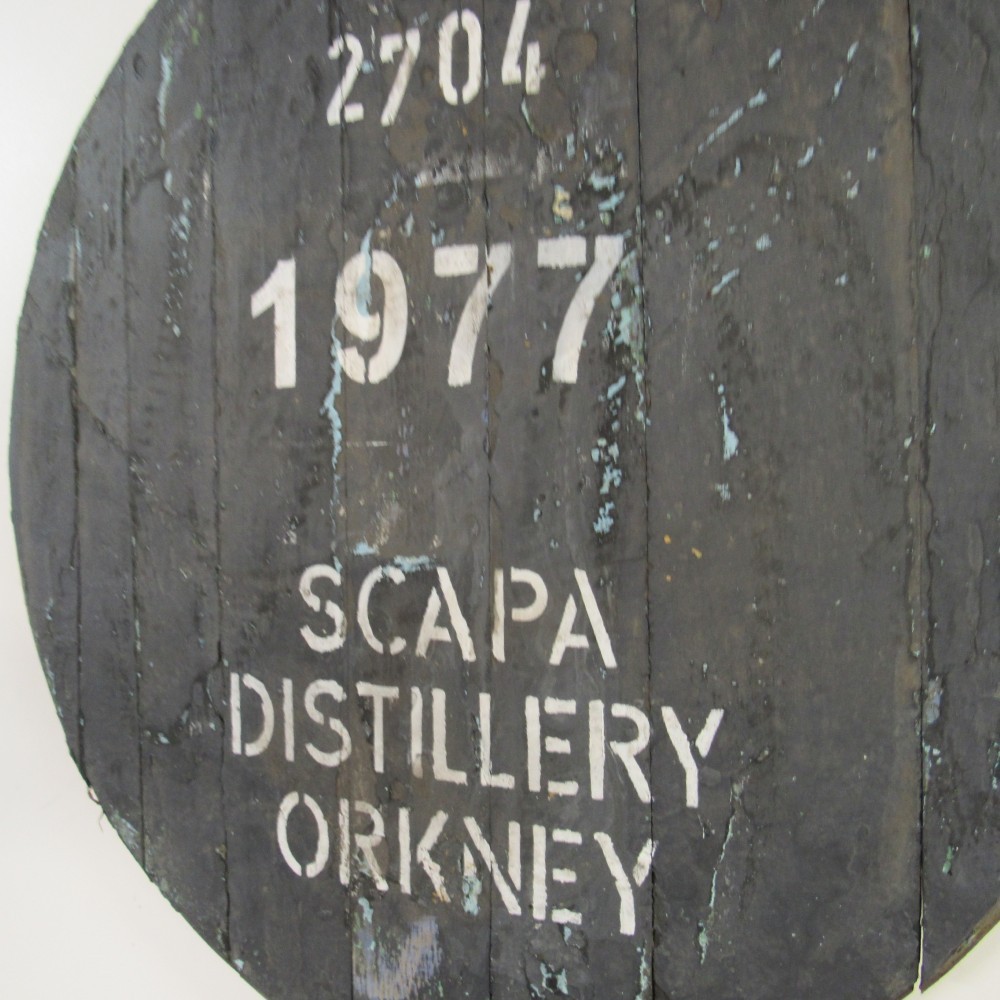 2704
1977
SCAPA
DISTILLERY
ORKNEY